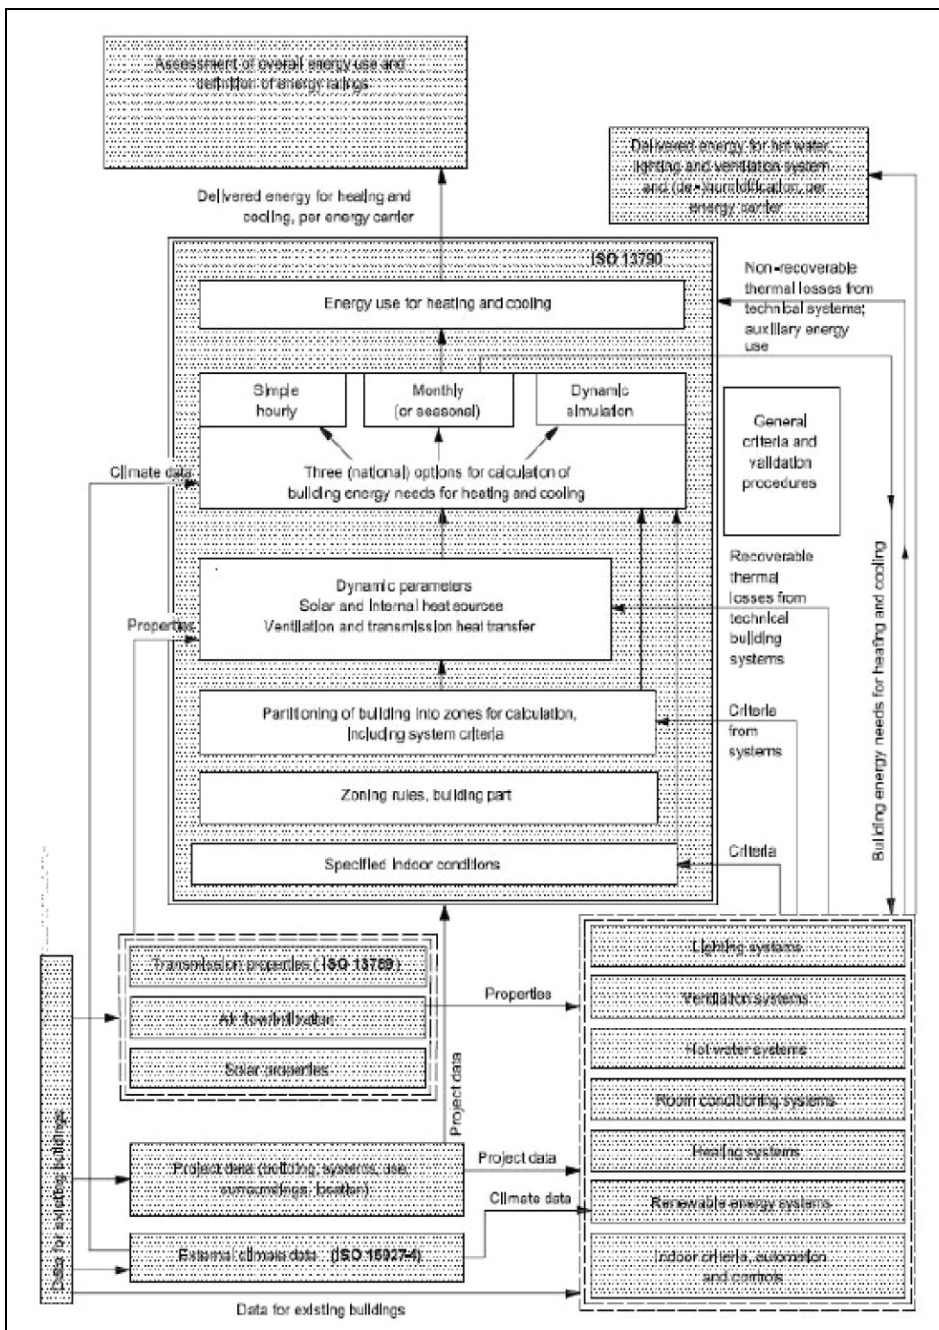 Assessment of overall energy use and
definition of energy ratings
Delivered energy for hot water,
lighting and ventilation system
and (de-)humidification, per
energy carrier
Delivered energy for heating and
cooling, per energy carrier
ISO 13790
Non-recoverable
thermal losses from
technical systems;
auxiliary energy
use
Energy use for heating and cooling
Simple
hourly
Monthly
(or seasonal)
Dynamic
simulation
General
criteria and
validation
procedures
Climate data
Three (national) options for calculation of
building energy needs for heating and cooling
Building energy needs for heating and cooling
Recoverable
thermal
losses from
technical
building
systems
Dynamic parameters
Solar and internal heat sources
Ventilation and transmission heat transfer
Properties
Partitioning of building into zones for calculation,
including system criteria
Criteria
from
systems
Zoning rules, building part
Criteria
Specified indoor conditions
Transmission properties (ISO 13789)
Air flow/infiltration
Solar properties
Properties
Lighting systems
Ventilation systems
Hot water systems
Room conditioning systems
Heating systems
Renewable energy systems
Indoor criteria, automation
and controls
Project data
Project data (building, systems, use,
surroundings, location)
Project data
Climate data
External climate data (ISO 15927-4)
Data for existing buildings
Data for existing buildings